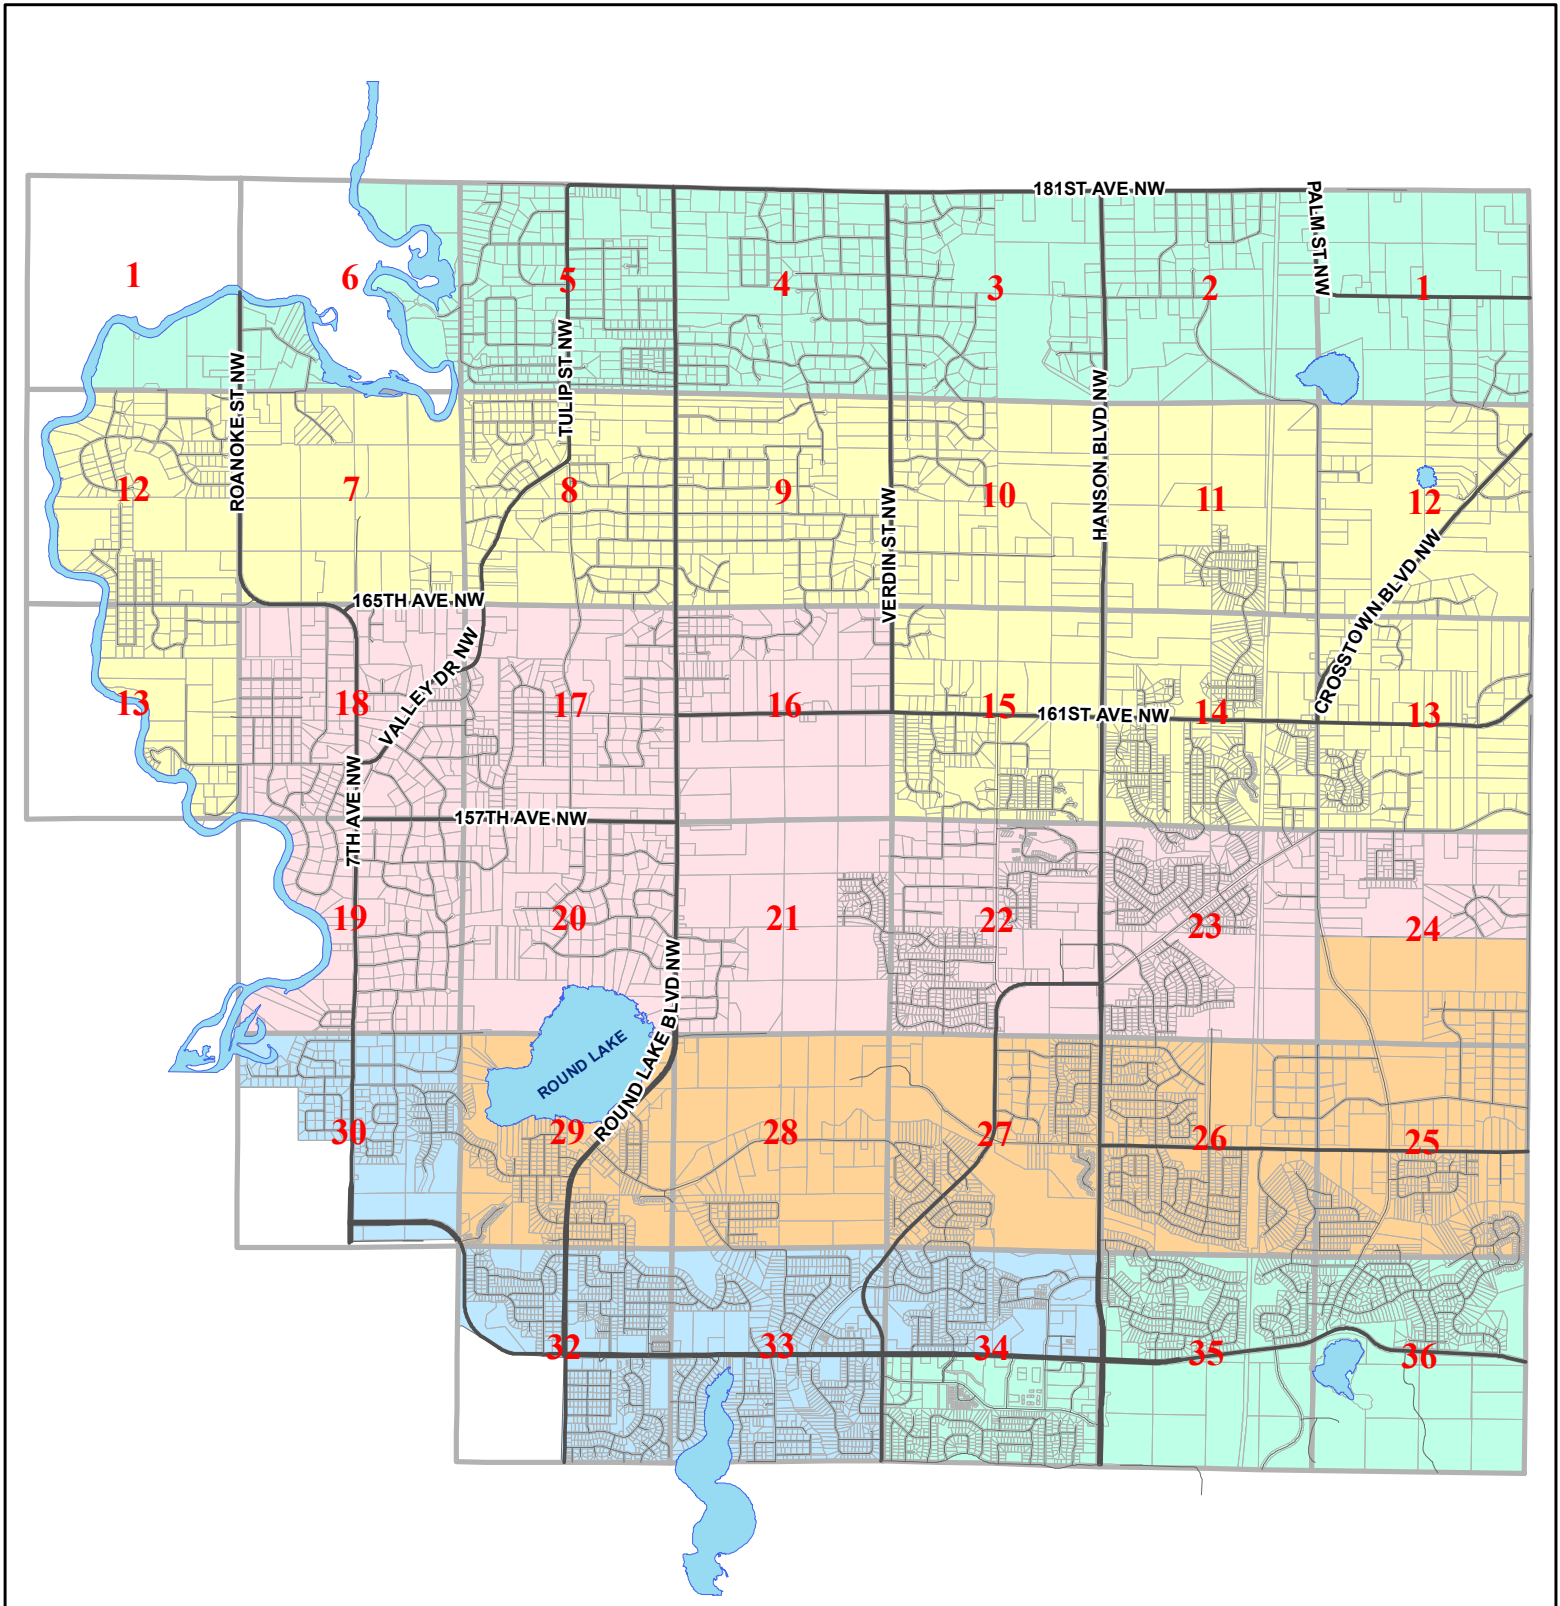 181ST AVE NW
PALM ST NW
1
6
5
4
3
2
1
ROANOKE ST NW
TULIP ST NW
HANSON BLVD NW
12
7
8
9
10
11
12
VERDIN ST NW
CROSSTOWN BLVD NW
165TH AVE NW
VALLEY DR NW
13
18
17
16
15
161ST AVE NW
14
13
7TH AVE NW
157TH AVE NW
19
20
21
22
23
24
ROUND LAKE BLVD NW
ROUND LAKE
30
29
28
27
26
25
32
33
34
35
36